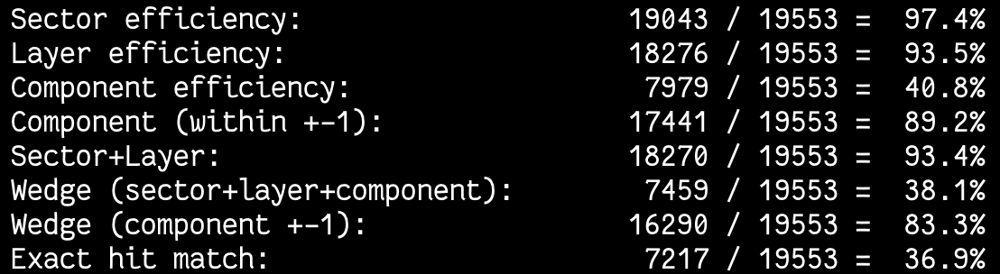 Sector efficiency: 19043 / 19553 = 97.4%
Layer efficiency: 18276 / 19553 = 93.5%
Component efficiency: 7979 / 19553 = 40.8%
Component (within +-1): 17441 / 19553 = 89.2%
Sector+Layer: 18270 / 19553 = 93.4%
Wedge (sector+layer+component): 7459 / 19553 = 38.1%
Wedge (component +-1): 16290 / 19553 = 83.3%
Exact hit match: 7217 / 19553 = 36.9%